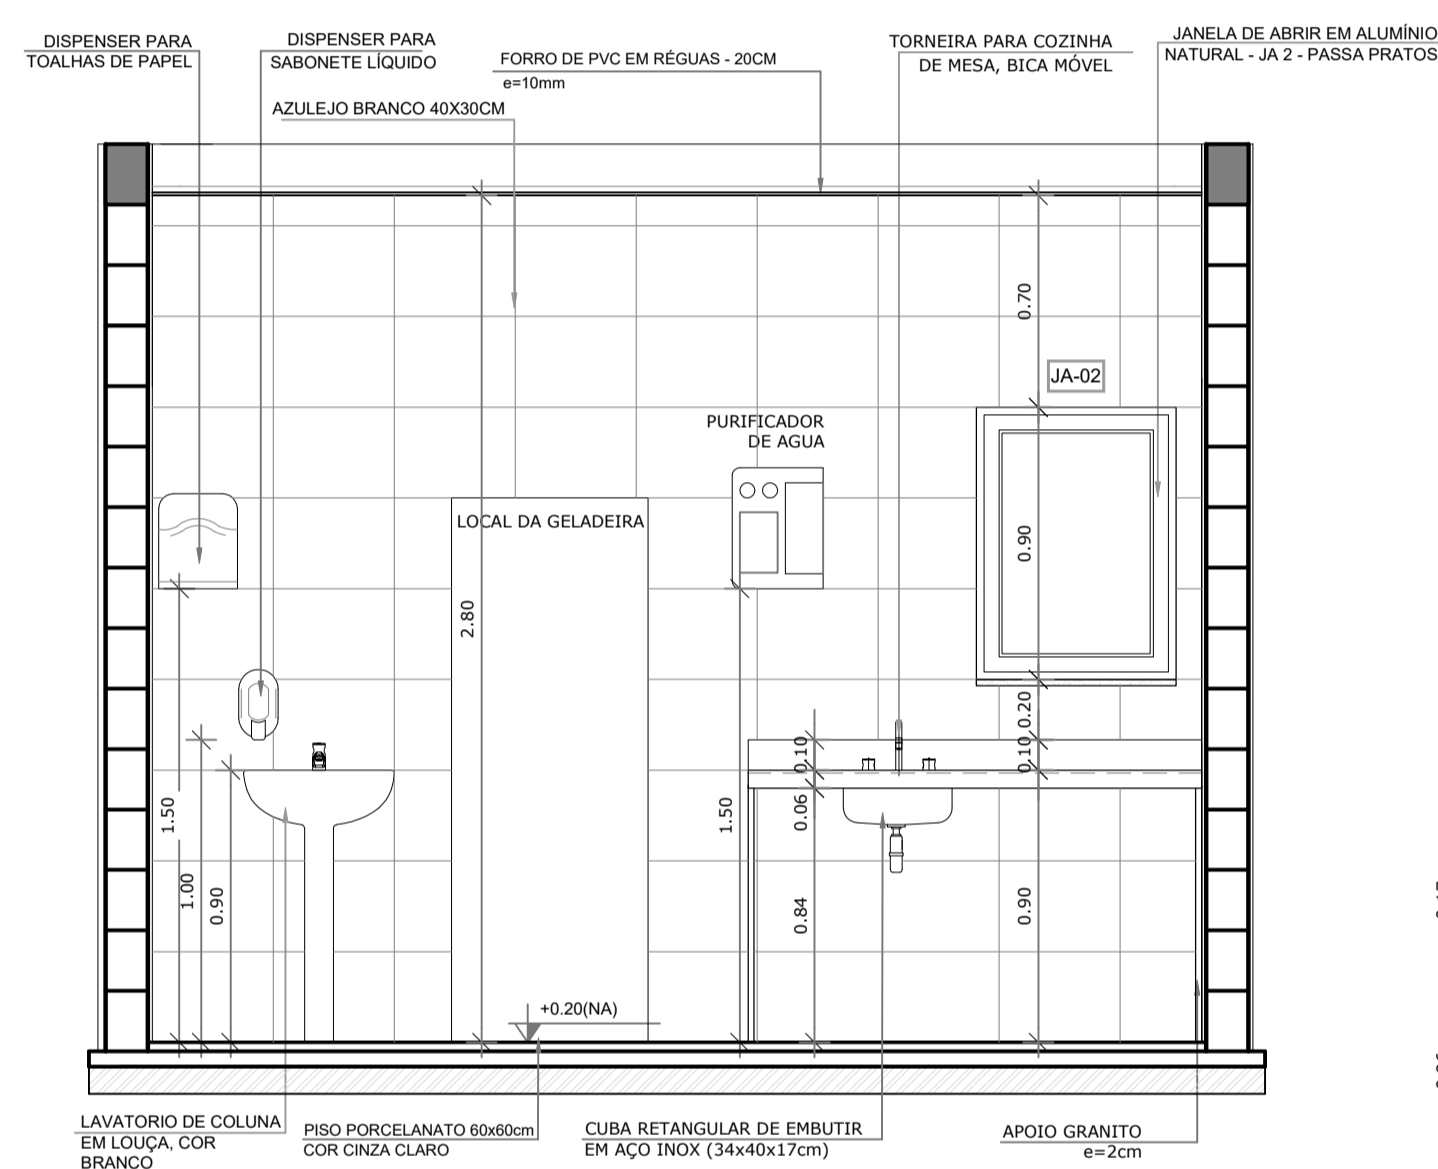 DISPENSER PARA
TOALHAS DE PAPEL
DISPENSER PARA
SABONETE LÍQUIDO
FORRO DE PVC EM RÉGUAS - 20CM
e=10mm
AZULEJO BRANCO 40X30CM
TORNEIRA PARA COZINHA
DE MESA, BICA MÓVEL
JANELA DE ABRIR EM ALUMÍNIO
NATURAL - JA 2 - PASSA PRATOS
0.70
JA-02
PURIFICADOR
DE AGUA
LOCAL DA GELADEIRA
0.90
2.80
0.20
0.10
0.10
1.50
1.00
0.90
1.50
0.06
0.84
0.90
+0.20(NA)
LAVATORIO DE COLUNA
EM LOUÇA, COR
BRANCO
PISO PORCELANATO 60x60cm
COR CINZA CLARO
CUBA RETANGULAR DE EMBUTIR
EM AÇO INOX (34x40x17cm)
APOIO GRANITO
e=2cm